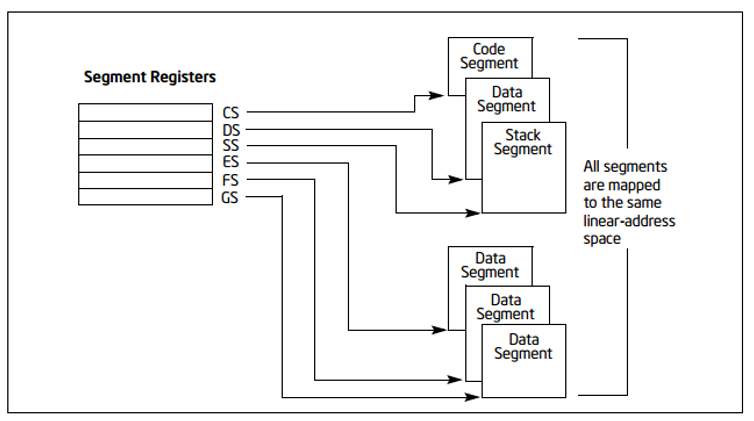 Segment Registers
CS
DS
SS
ES
FS
GS
Code
Segment
Data
Segment
Stack
Segment
Data
Segment
Data
Segment
Data
Segment
All segments
are mapped
to the same
linear-address
space